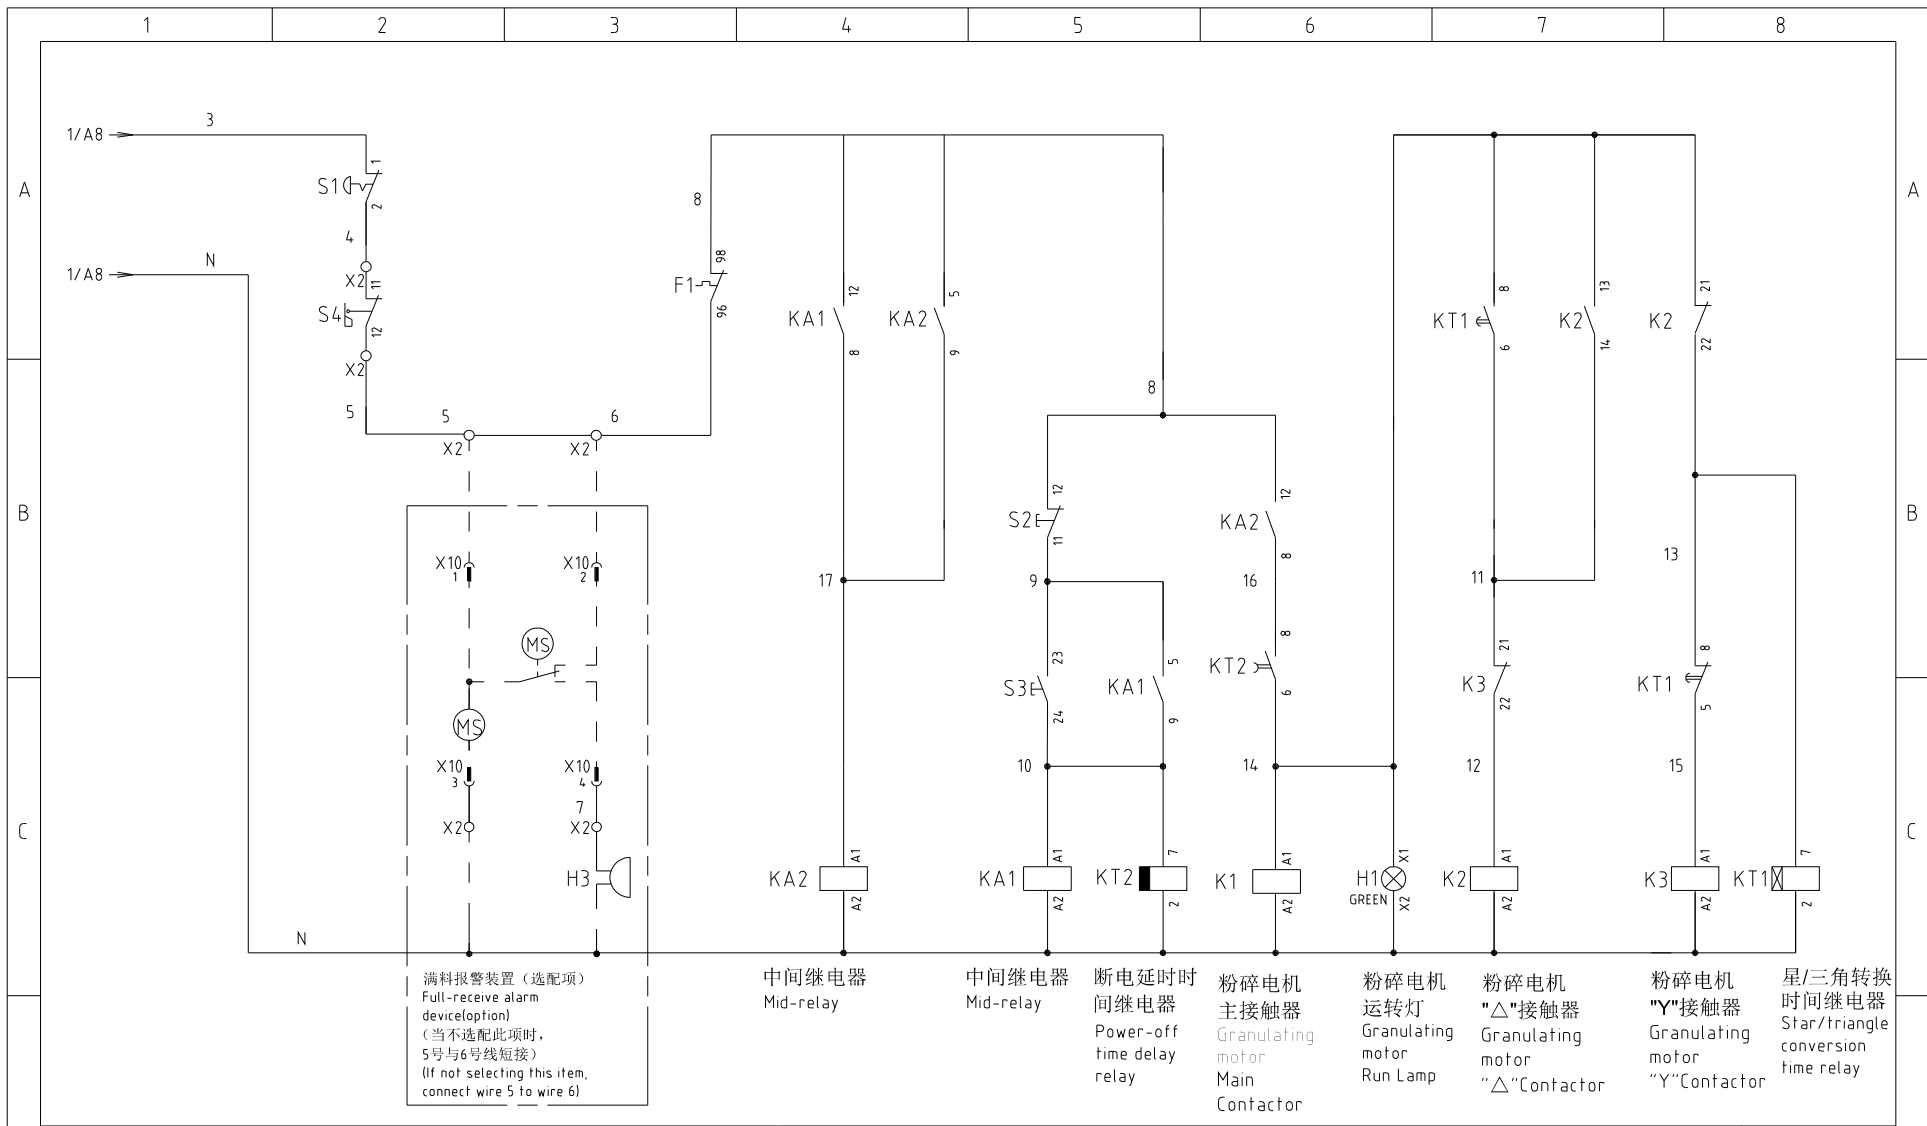 1 2 3 4 5 6 7 8
1/A8 3
A A
1
S1
2
8
4
1/A8 N
X2
11
98
S4
F1
12
96
X2
12
5
KA1
KA2
8
9
8
13
21
KT1
K2
K2
6
14
22
5 5 6 8
X2 X2
B B
12
S2
11
12
KA2
8
13
X10
1
X10
2
17 9 16 11
MS
23
S3
24
5
KA1
9
8
KT2
6
21
K3
22
8
KT1
5
MS
X10
3
X10
4
10 14 12 15
7
X2 X2
C C
H3
KA2
A1
A2
KA1
A1
A2
KT2
7
2
K1
A1
A2
H1
GREEN
X1
X2
K2
A1
A2
K3
A1
A2
KT1
7
2
N
满料报警装置（选配项）
Full-receive alarm
device(option)
（当不选配此项时，
5号与6号线短接）
(If not selecting this item,
connect wire 5 to wire 6)
中间继电器
Mid-relay
中间继电器
Mid-relay
断电延时时
间继电器
Power-off
time delay
relay
粉碎电机
主接触器
Granulating
motor
Main
Contactor
粉碎电机
运转灯
Granulating
motor
Run Lamp
粉碎电机
"△"接触器
Granulating
motor
"△"Contactor
粉碎电机
"Y"接触器
Granulating
motor
"Y"Contactor
星/三角转换
时间继电器
Star/triangle
conversion
time relay